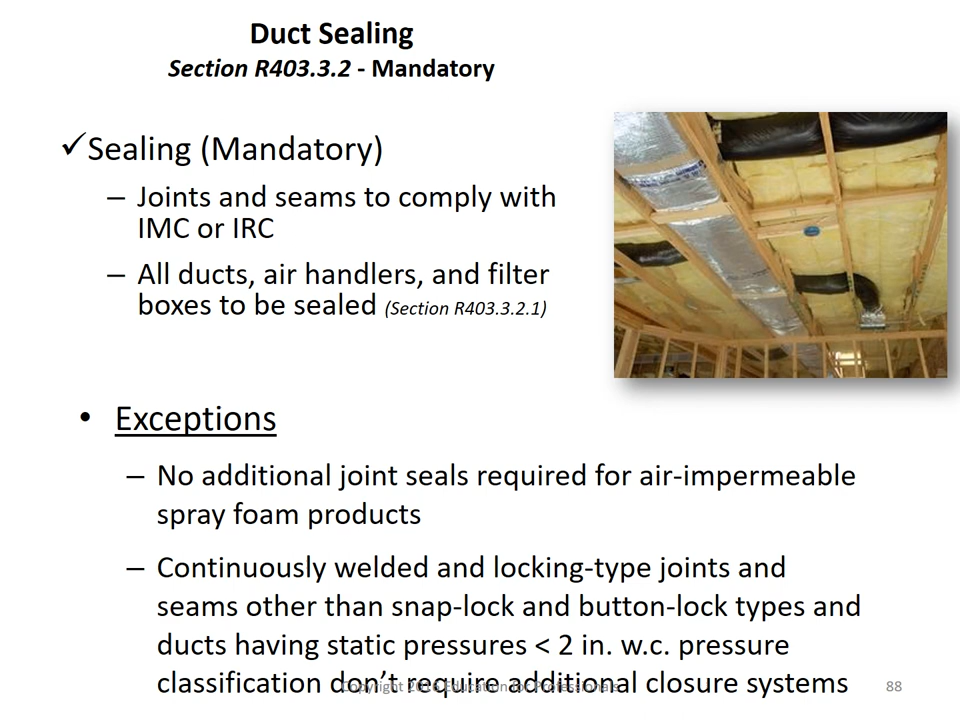 Duct Sealing
Section R403.3.2 - Mandatory
✓Sealing (Mandatory)
– Joints and seams to comply with
IMC or IRC
– All ducts, air handlers, and filter
boxes to be sealed (Section R403.3.2.1)
• Exceptions
– No additional joint seals required for air-impermeable
spray foam products
– Continuously welded and locking-type joints and
seams other than snap-lock and button-lock types and
ducts having static pressures < 2 in. w.c. pressure
classification don't require additional closure systems
Copyright Education for Professionals
88